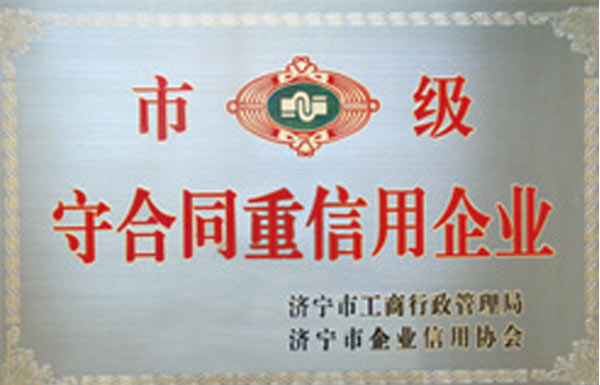 市 级
守合同重信用企业
济宁市工商行政管理局
济宁市企业信用协会